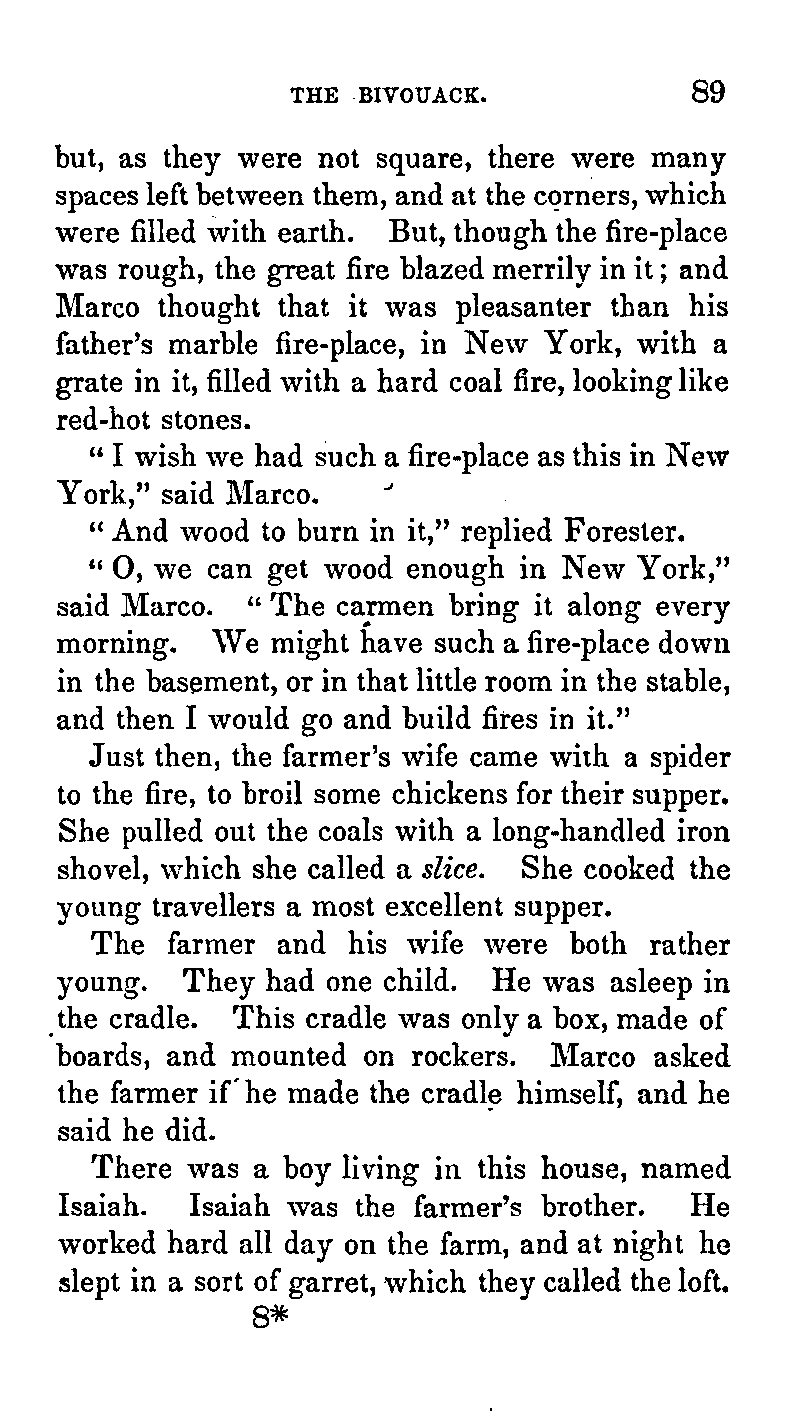 THE BIVOUACK. 89
but, as they were not square, there were many
spaces left between them, and at the corners, which
were filled with earth. But, though the fire-place
was rough, the great fire blazed merrily in it; and
Marco thought that it was pleasanter than his
father's marble fire-place, in New York, with a
grate in it, filled with a hard coal fire, looking like
red-hot stones.
"I wish we had such a fire-place as this in New
York," said Marco.
"And wood to burn in it," replied Forester.
"O, we can get wood enough in New York,"
said Marco. "The carmen bring it along every
morning. We might have such a fire-place down
in the basement, or in that little room in the stable,
and then I would go and build fires in it."
Just then, the farmer's wife came with a spider
to the fire, to broil some chickens for their supper.
She pulled out the coals with a long-handled iron
shovel, which she called a slice. She cooked the
young travellers a most excellent supper.
The farmer and his wife were both rather
young. They had one child. He was asleep in
the cradle. This cradle was only a box, made of
boards, and mounted on rockers. Marco asked
the farmer if he made the cradle himself, and he
said he did.
There was a boy living in this house, named
Isaiah. Isaiah was the farmer's brother. He
worked hard all day on the farm, and at night he
slept in a sort of garret, which they called the loft.
8*